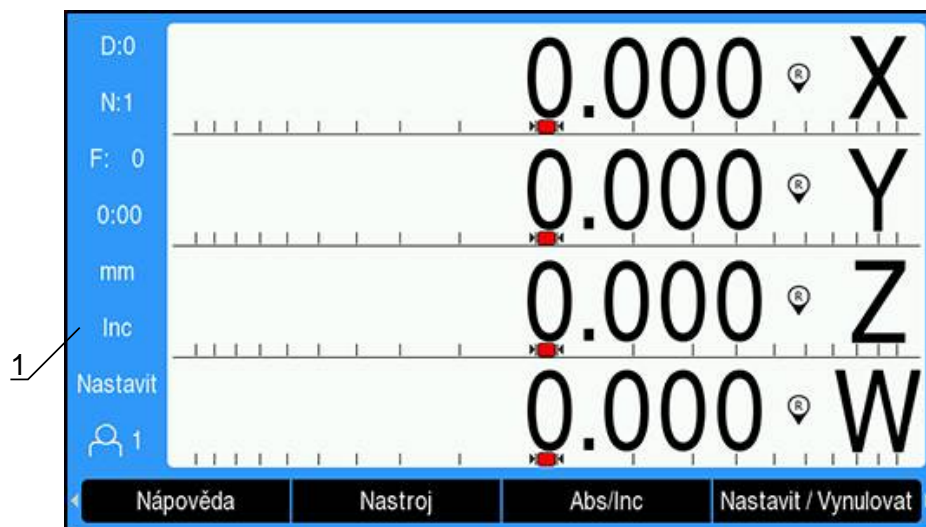 D:0
N:1
F: 0
0:00
mm
Inc
Nastavit
1
0.000 R X
0.000 R Y
0.000 R Z
0.000 R W
Nápověda Nastroj Abs/Inc Nastavit / Vynulovat
1